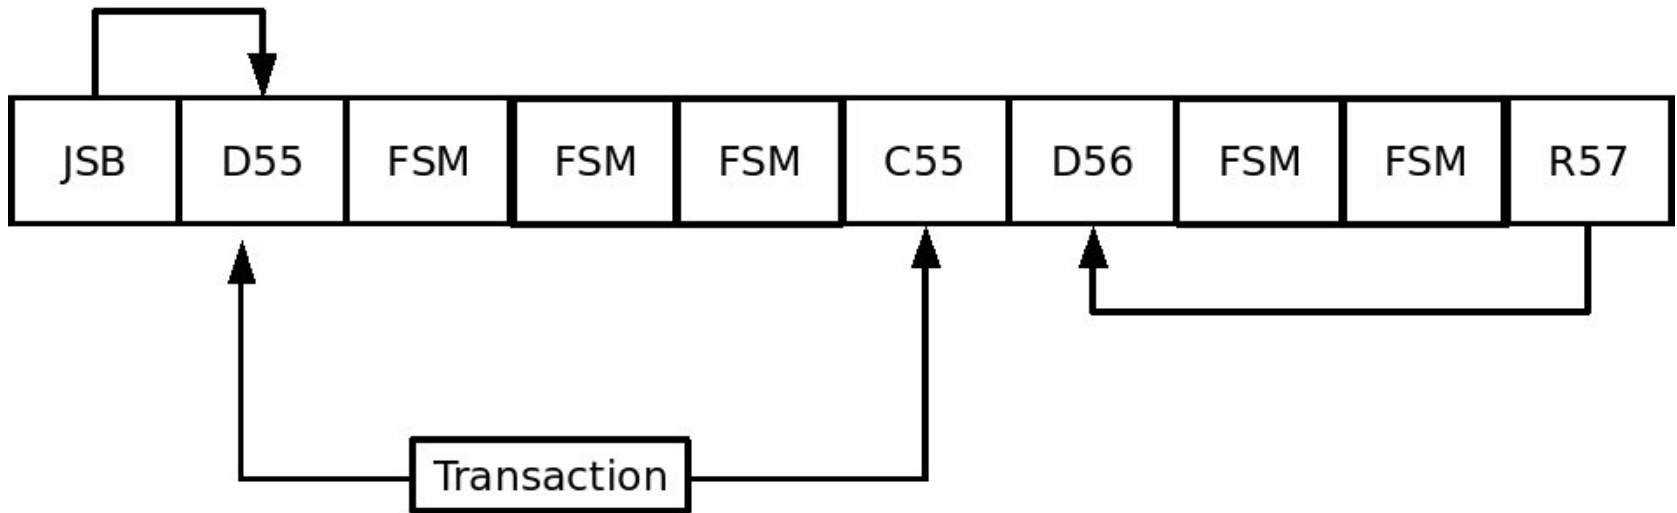 JSB D55 FSM FSM FSM C55 D56 FSM FSM R57
Transaction